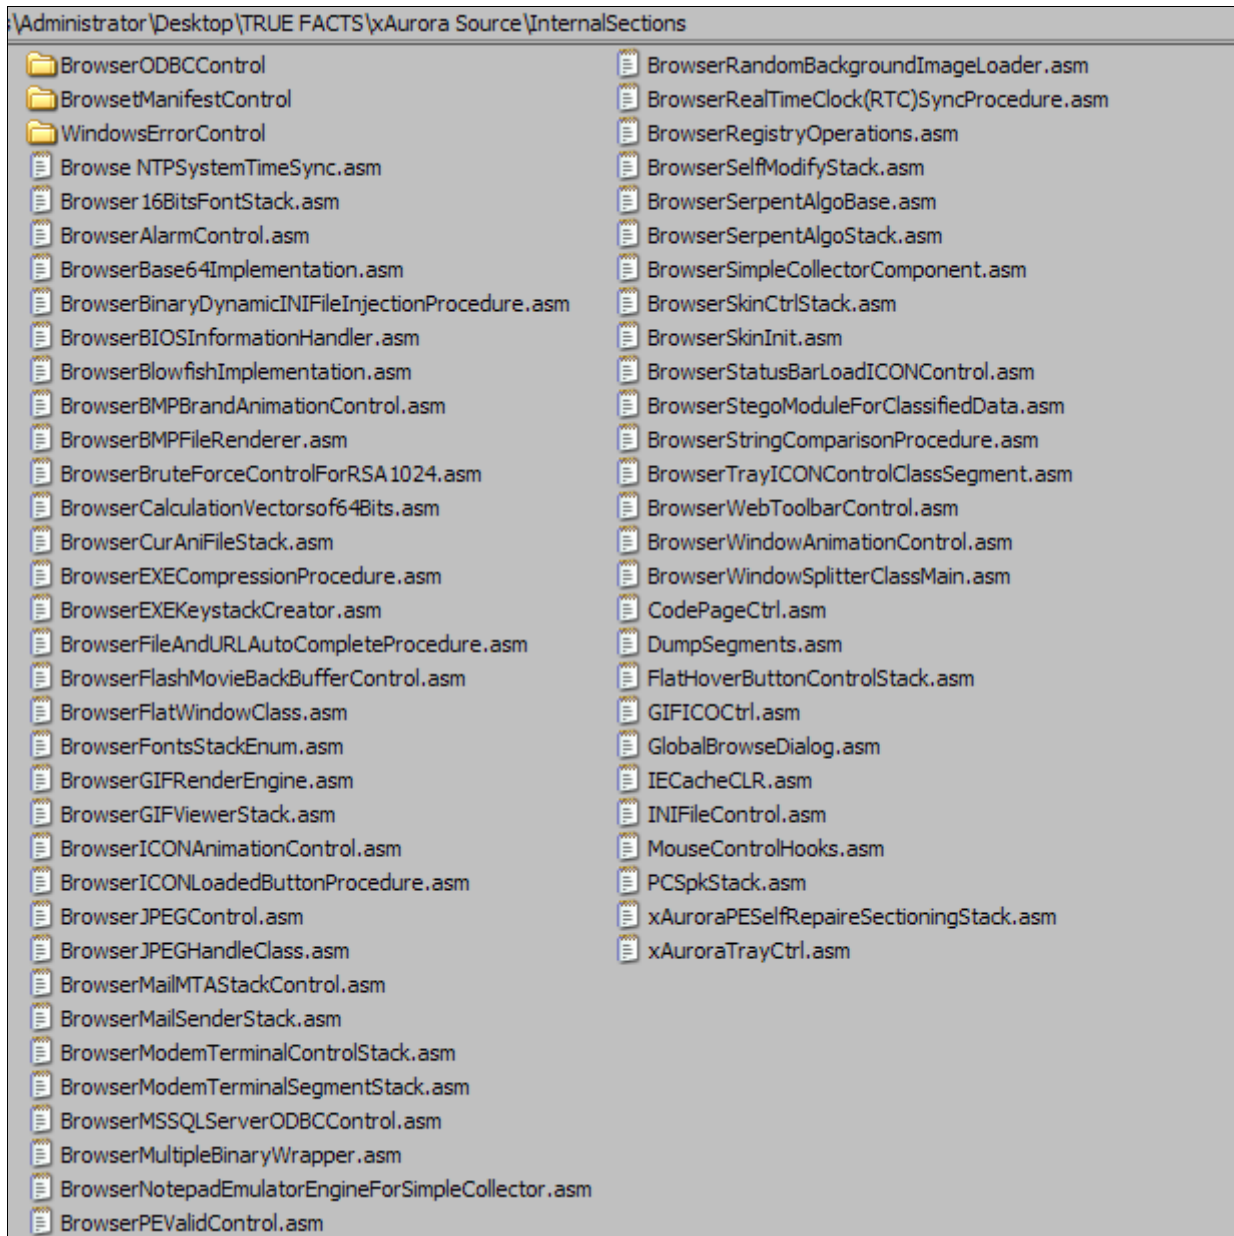 s\Administrator\Desktop\TRUE FACTS\xAurora Source\InternalSections
BrowserODBCControl
BrowsetManifestControl
WindowsErrorControl
Browse NTPSystemTimeSync.asm
Browser16BitsFontStack.asm
BrowserAlarmControl.asm
BrowserBase64Implementation.asm
BrowserBinaryDynamicINIFileInjectionProcedure.asm
BrowserBIOSInformationHandler.asm
BrowserBlowfishImplementation.asm
BrowserBMPBrandAnimationControl.asm
BrowserBMPFileRenderer.asm
BrowserBruteForceControlForRSA1024.asm
BrowserCalculationVectorsof64Bits.asm
BrowserCurAniFileStack.asm
BrowserEXECompressionProcedure.asm
BrowserEXEKeystackCreator.asm
BrowserFileAndURLAutoCompleteProcedure.asm
BrowserFlashMovieBackBufferControl.asm
BrowserFlatWindowClass.asm
BrowserFontsStackEnum.asm
BrowserGIFRenderEngine.asm
BrowserGIFViewerStack.asm
BrowserICONAnimationControl.asm
BrowserICONLoadedButtonProcedure.asm
BrowserJPEGControl.asm
BrowserJPEGHandleClass.asm
BrowserMailMTAStackControl.asm
BrowserMailSenderStack.asm
BrowserModemTerminalControlStack.asm
BrowserModemTerminalSegmentStack.asm
BrowserMSSQLServerODBCControl.asm
BrowserMultipleBinaryWrapper.asm
BrowserNotepadEmulatorEngineForSimpleCollector.asm
BrowserPEValidControl.asm
BrowserRandomBackgroundImageLoader.asm
BrowserRealTimeClock(RTC)SyncProcedure.asm
BrowserRegistryOperations.asm
BrowserSelfModifyStack.asm
BrowserSerpentAlgoBase.asm
BrowserSerpentAlgoStack.asm
BrowserSimpleCollectorComponent.asm
BrowserSkinCtrlStack.asm
BrowserSkinInit.asm
BrowserStatusBarLoadICONControl.asm
BrowserStegoModuleForClassifiedData.asm
BrowserStringComparisonProcedure.asm
BrowserTrayICONControlClassSegment.asm
BrowserWebToolbarControl.asm
BrowserWindowAnimationControl.asm
BrowserWindowSplitterClassMain.asm
CodePageCtrl.asm
DumpSegments.asm
FlatHoverButtonControlStack.asm
GIFICOCtrl.asm
GlobalBrowseDialog.asm
IECacheCLR.asm
INIFileControl.asm
MouseControlHooks.asm
PCSpkStack.asm
xAuroraPESelfRepaireSectioningStack.asm
xAuroraTrayCtrl.asm